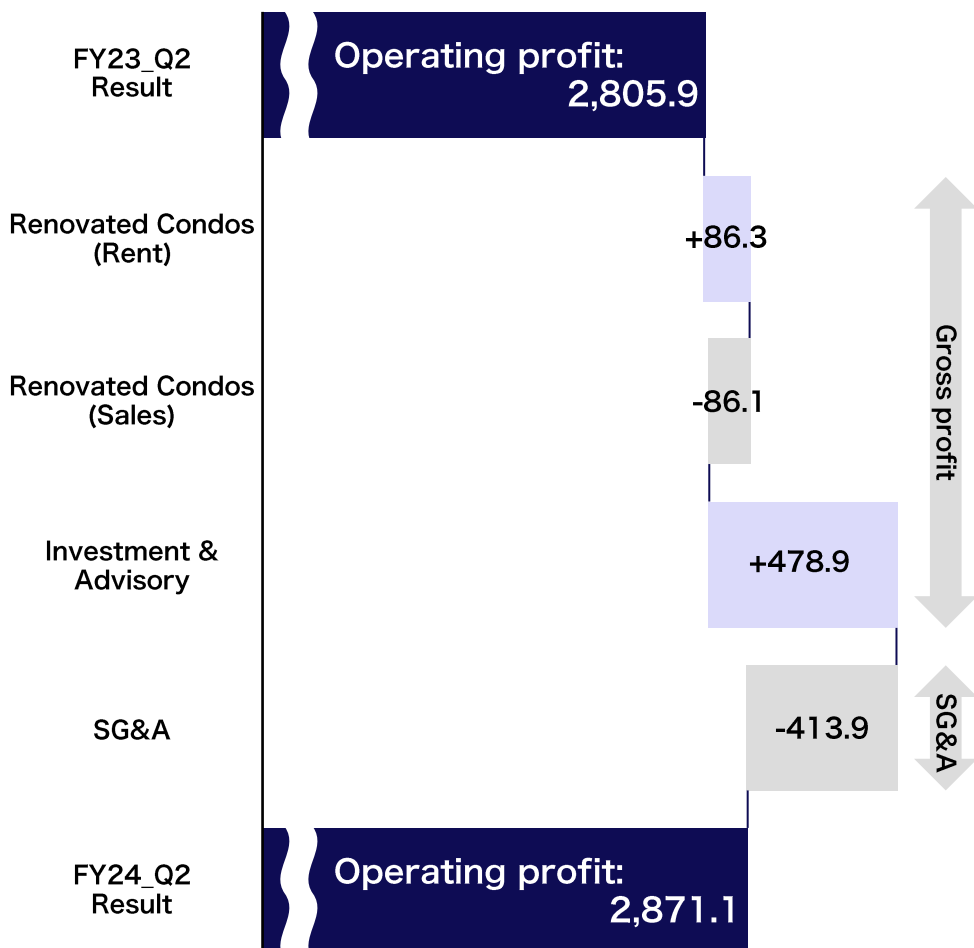 FY23_Q2
Result
Operating profit:
2,805.9
Renovated Condos
(Rent)
+86.3
Renovated Condos
(Sales)
-86.1
Gross profit
Investment &
Advisory
+478.9
SG&A
-413.9
SG&A
FY24_Q2
Result
Operating profit:
2,871.1